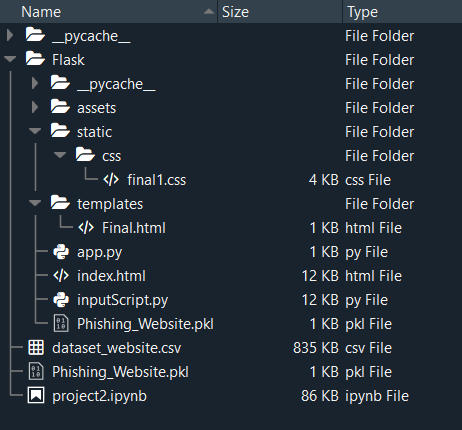 Name Size Type
__pycache__ File Folder
Flask File Folder
__pycache__ File Folder
assets File Folder
static File Folder
css File Folder
final1.css 4 KB css File
templates File Folder
Final.html 1 KB html File
app.py 1 KB py File
index.html 12 KB html File
inputScript.py 12 KB py File
Phishing_Website.pkl 1 KB pkl File
dataset_website.csv 835 KB csv File
Phishing_Website.pkl 1 KB pkl File
project2.ipynb 86 KB ipynb File